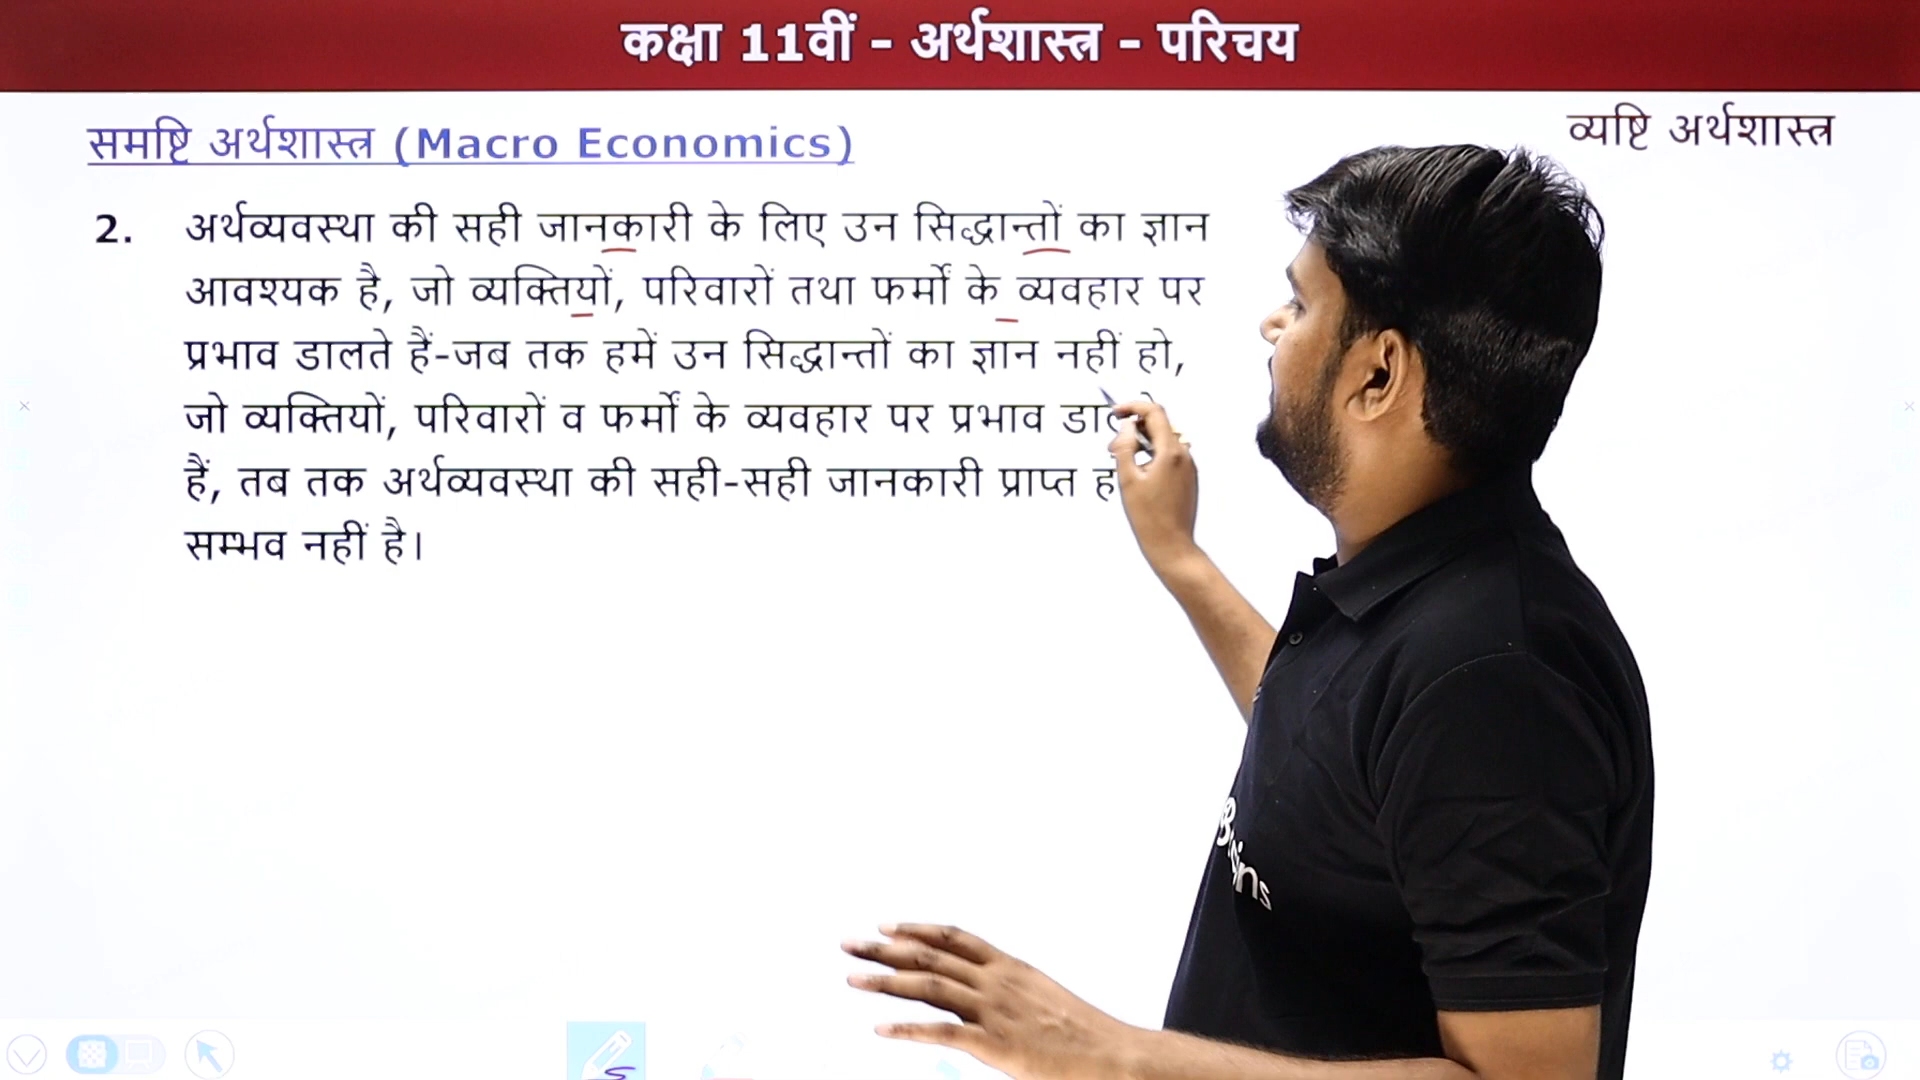 कक्षा 11वीं - अर्थशास्त्र - परिचय
समष्टि अर्थशास्त्र (Macro Economics)
व्यष्टि अर्थशास्त्र
2. अर्थव्यवस्था की सही जानकारी के लिए उन सिद्धान्तों का ज्ञान
आवश्यक है, जो व्यक्तियों, परिवारों तथा फर्मों के व्यवहार पर
प्रभाव डालते हैं-जब तक हमें उन सिद्धान्तों का ज्ञान नहीं हो,
जो व्यक्तियों, परिवारों व फर्मों के व्यवहार पर प्रभाव
हैं, तब तक अर्थव्यवस्था की सही-सही जानकारी प्राप्त
सम्भव नहीं है।